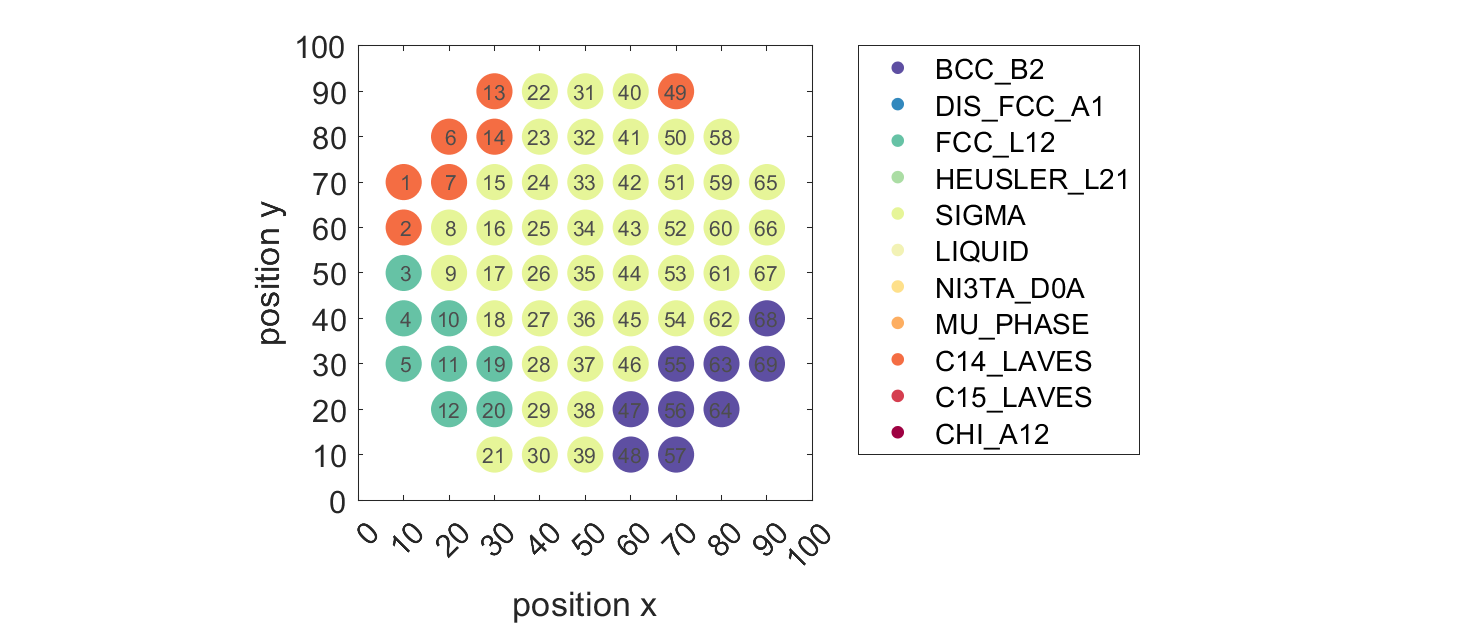 100
90 13 22 31 40 49
80 6 14 23 32 41 50 58
70 1 7 15 24 33 42 51 59 65
60 2 8 16 25 34 43 52 60 66
50 3 9 17 26 35 44 53 61 67
40 4 10 18 27 36 45 54 62 68
30 5 11 19 28 37 46 55 63 69
20 12 20 29 38 47 56 64
10 21 30 39 48 57
0
0 10 20 30 40 50 60 70 80 90 100
position x
position y
BCC_B2
DIS_FCC_A1
FCC_L12
HEUSLER_L21
SIGMA
LIQUID
NI3TA_D0A
MU_PHASE
C14_LAVES
C15_LAVES
CHI_A12